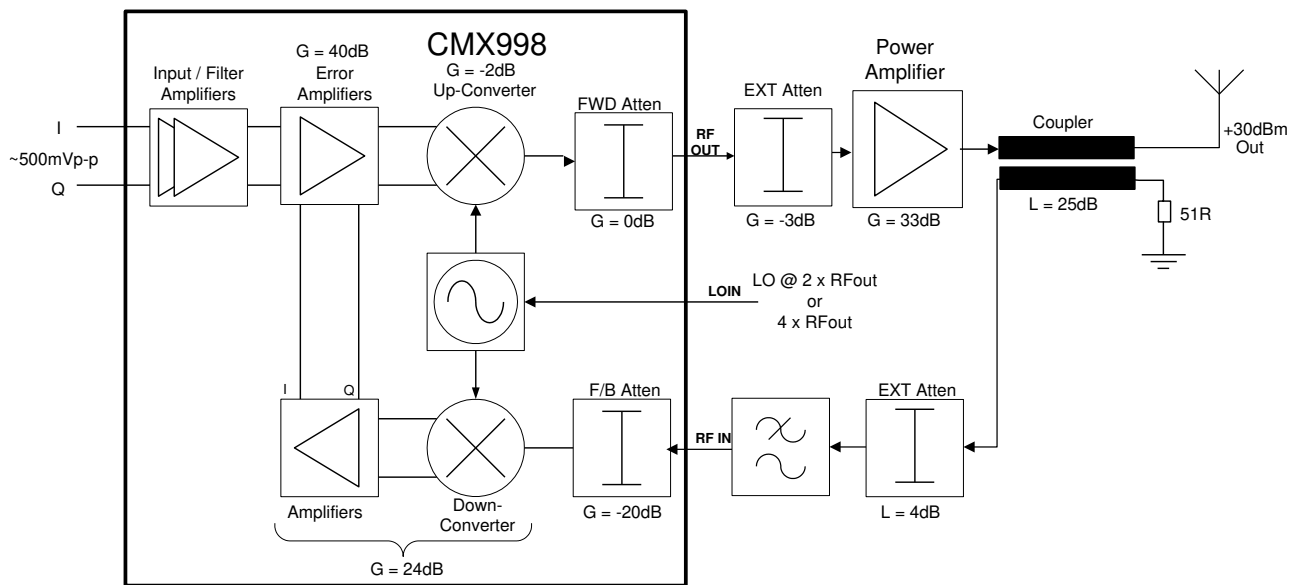 CMX998
G = 40dB
Error
Amplifiers
Input / Filter
Amplifiers
G = -2dB
Up-Converter
FWD Atten
G = 0dB
RF
OUT
EXT Atten
G = -3dB
Power
Amplifier
G = 33dB
Coupler
L = 25dB
+30dBm
Out
51R
I
~500mVp-p
Q
LOIN
LO @ 2 x RFout
or
4 x RFout
I
Q
Amplifiers
Down-
Converter
G = 24dB
F/B Atten
G = -20dB
RF IN
EXT Atten
L = 4dB